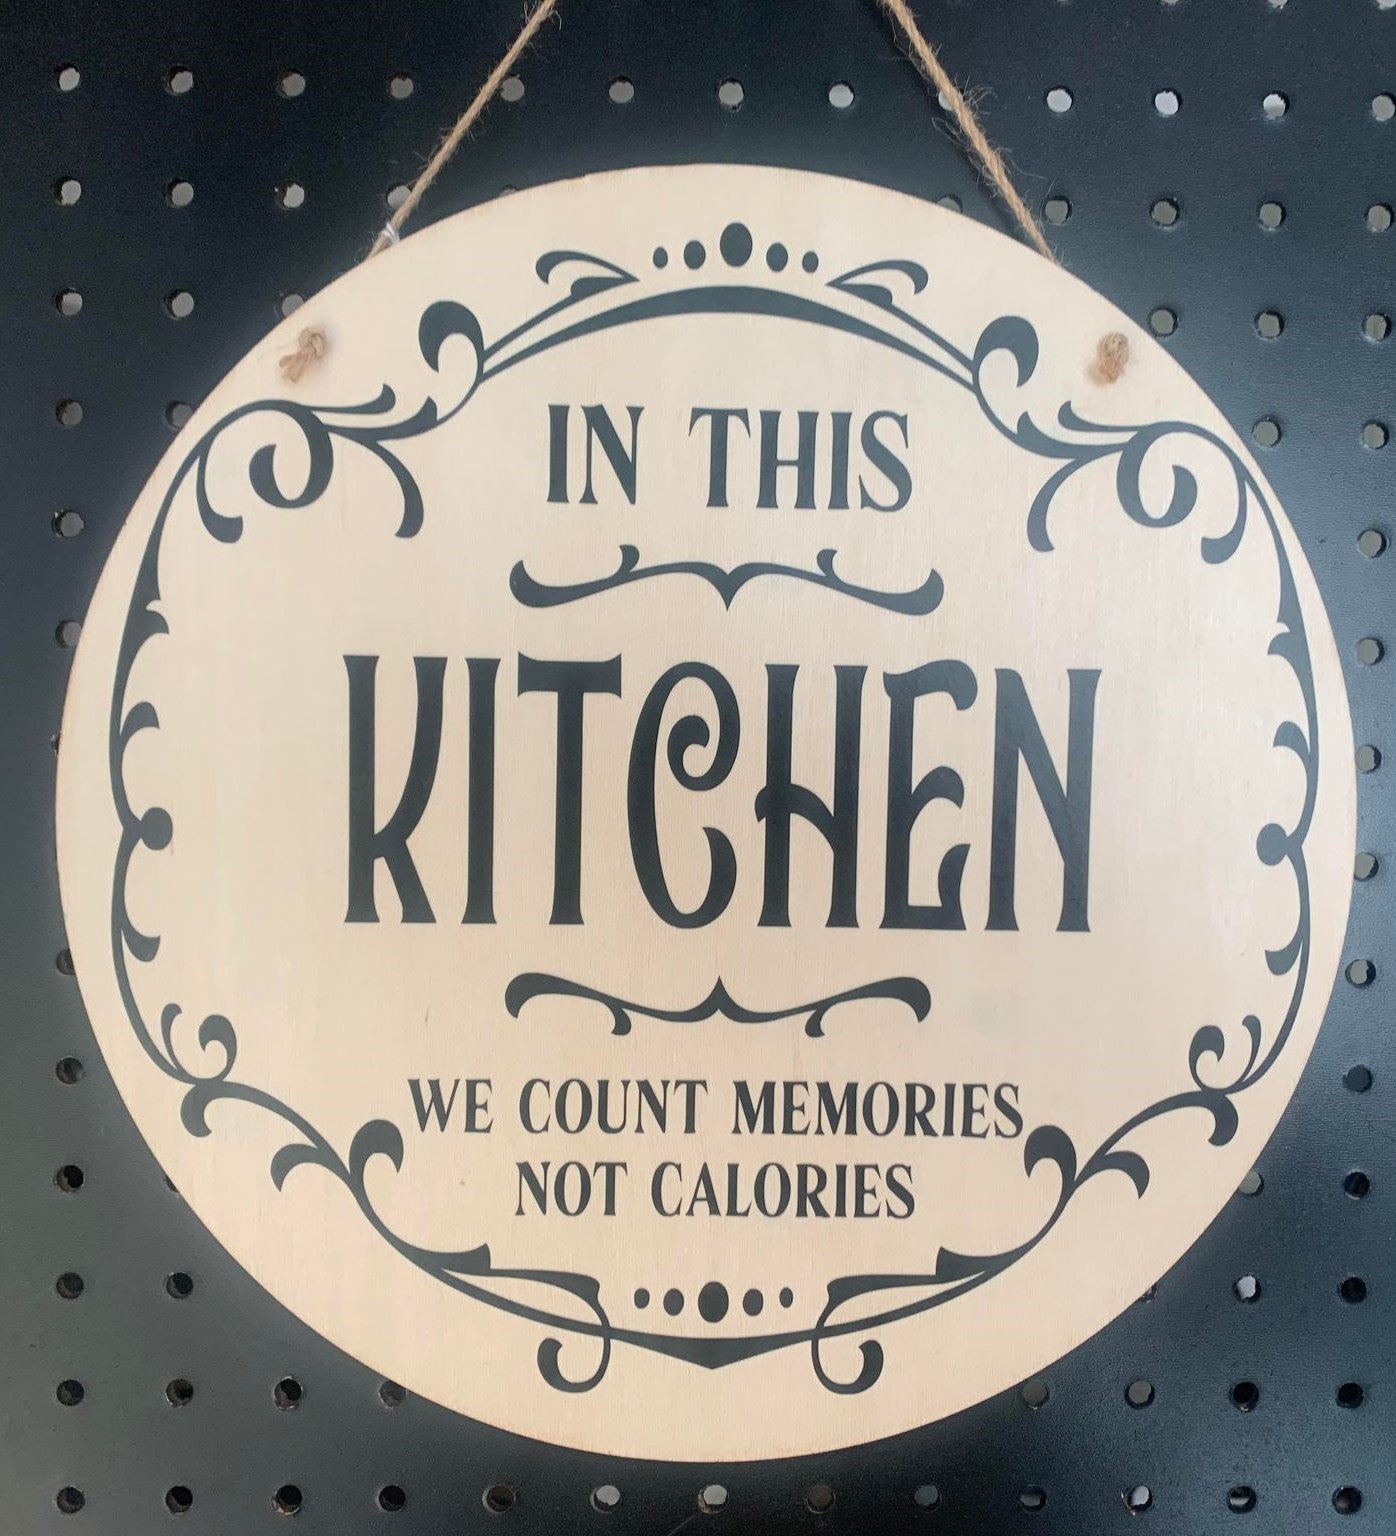 IN THIS
KITCHEN
WE COUNT MEMORIES
NOT CALORIES